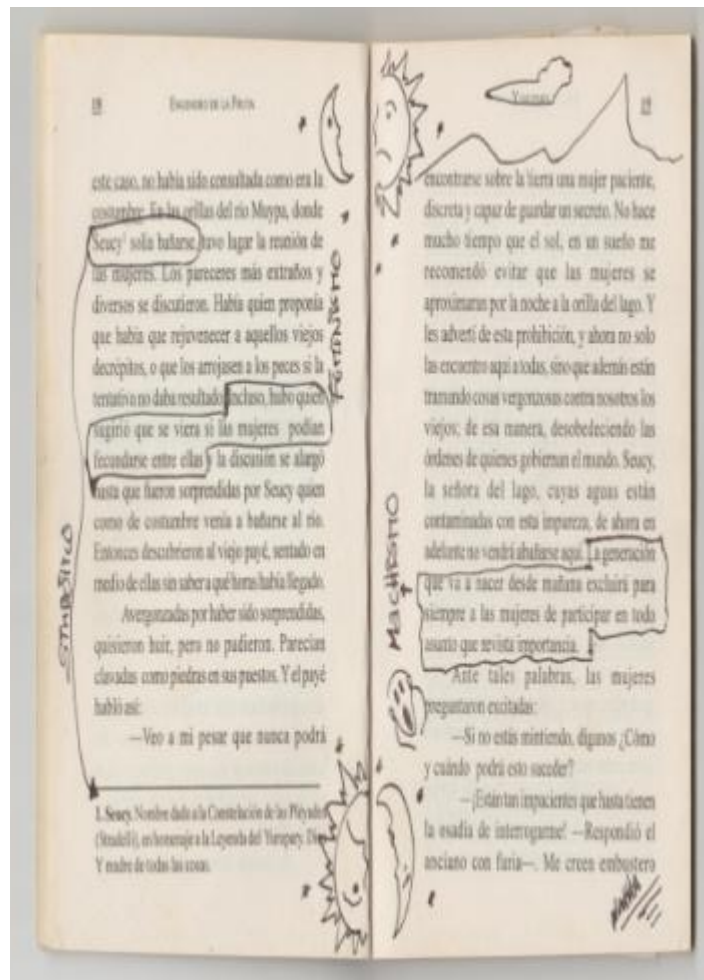 18
este caso, no había sido consultada como era la
costumbre. En las orillas del río Muypa, donde
Seucy¹ solía bañarse, tuvo lugar la reunión de
las mujeres. Los pareceres más extraños y
diversos se discutieron. Había quien proponía
que había que rejuvenecer a aquellos viejos
decrépitos, o que los arrojasen a los peces si la
tentativa no daba resultado. Incluso, hubo quien
sugirió que se viera si las mujeres podían
fecundarse entre ellas y la discusión se alargó
hasta que fueron sorprendidas por Seucy quien
como de costumbre venía a bañarse al río.
Entonces descubrieron al viejo payé, sentado en
medio de ellas sin saber a qué horas había llegado.
Avergonzadas por haber sido sorprendidas,
quisieron huir, pero no pudieron. Parecían
clavadas como piedras en sus puestos. Y el payé
habló así:
—Veo a mi pesar que nunca podrá
1. Seucy. Nombre dado a la Constelación de las Pléyades
(Stradelli), en homenaje a la Leyenda del Yurupary.
Y madre de todas las cosas.
FEMINISMO
SIMBÓLICO
19
encontrarse sobre la tierra una mujer paciente,
discreta y capaz de guardar un secreto. No hace
mucho tiempo que el sol, en un sueño me
recomendó evitar que las mujeres se
aproximaran por la noche a la orilla del lago. Y
les advertí de esta prohibición, y ahora no solo
las encuentro aquí a todas, sino que además están
tramando cosas vergonzosas contra nosotros los
viejos; de esa manera, desobedeciendo las
órdenes de quienes gobiernan el mundo. Seucy,
la señora del lago, cuyas aguas están
contaminadas con esta impureza, de ahora en
adelante no vendrá abañarse aquí. La generación
que va a nacer desde mañana excluirá para
siempre a las mujeres de participar en todo
asunto que revista importancia.
Ante tales palabras, las mujeres
preguntaron excitadas:
—Si no estás mintiendo, díganos ¿Cómo
y cuándo podrá esto suceder?
—¡Están tan impacientes que hasta tienen
la osadía de interrogarme! —Respondió el
anciano con furia—. Me creen embustero
MACHISMO